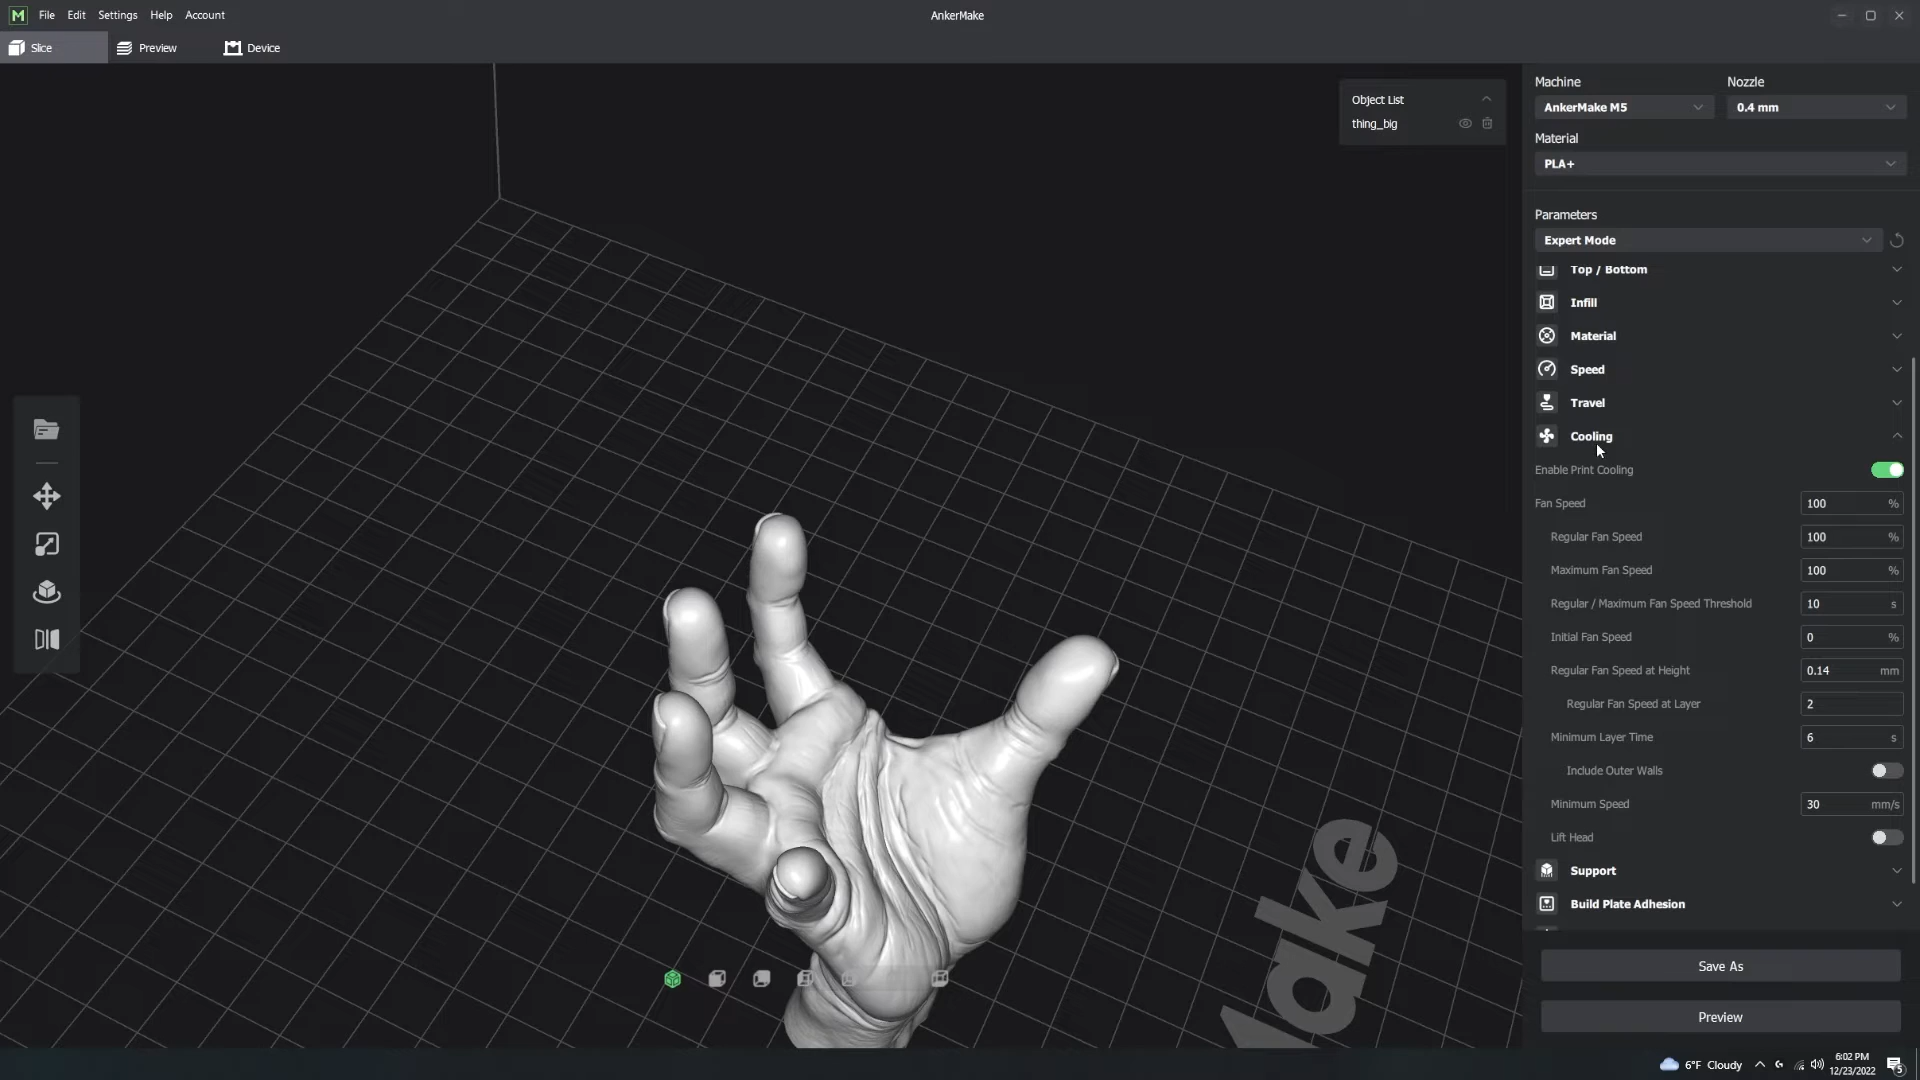 File Edit Settings Help Account
AnkerMake
Slice
Preview
Device
Object List
thing_big
Machine
Nozzle
AnkerMake M5
0.4 mm
Material
PLA+
Parameters
Expert Mode
Top / Bottom
Infill
Material
Speed
Travel
Cooling
Enable Print Cooling
Fan Speed 100 %
Regular Fan Speed 100 %
Maximum Fan Speed 100 %
Regular / Maximum Fan Speed Threshold 10 s
Initial Fan Speed 0 %
Regular Fan Speed at Height 0.14 mm
Regular Fan Speed at Layer 2
Minimum Layer Time 6 s
Include Outer Walls
Minimum Speed 30 mm/s
Lift Head
Support
Build Plate Adhesion
Save As
Preview
Make
6°F Cloudy
6:02 PM
12/23/2022
5